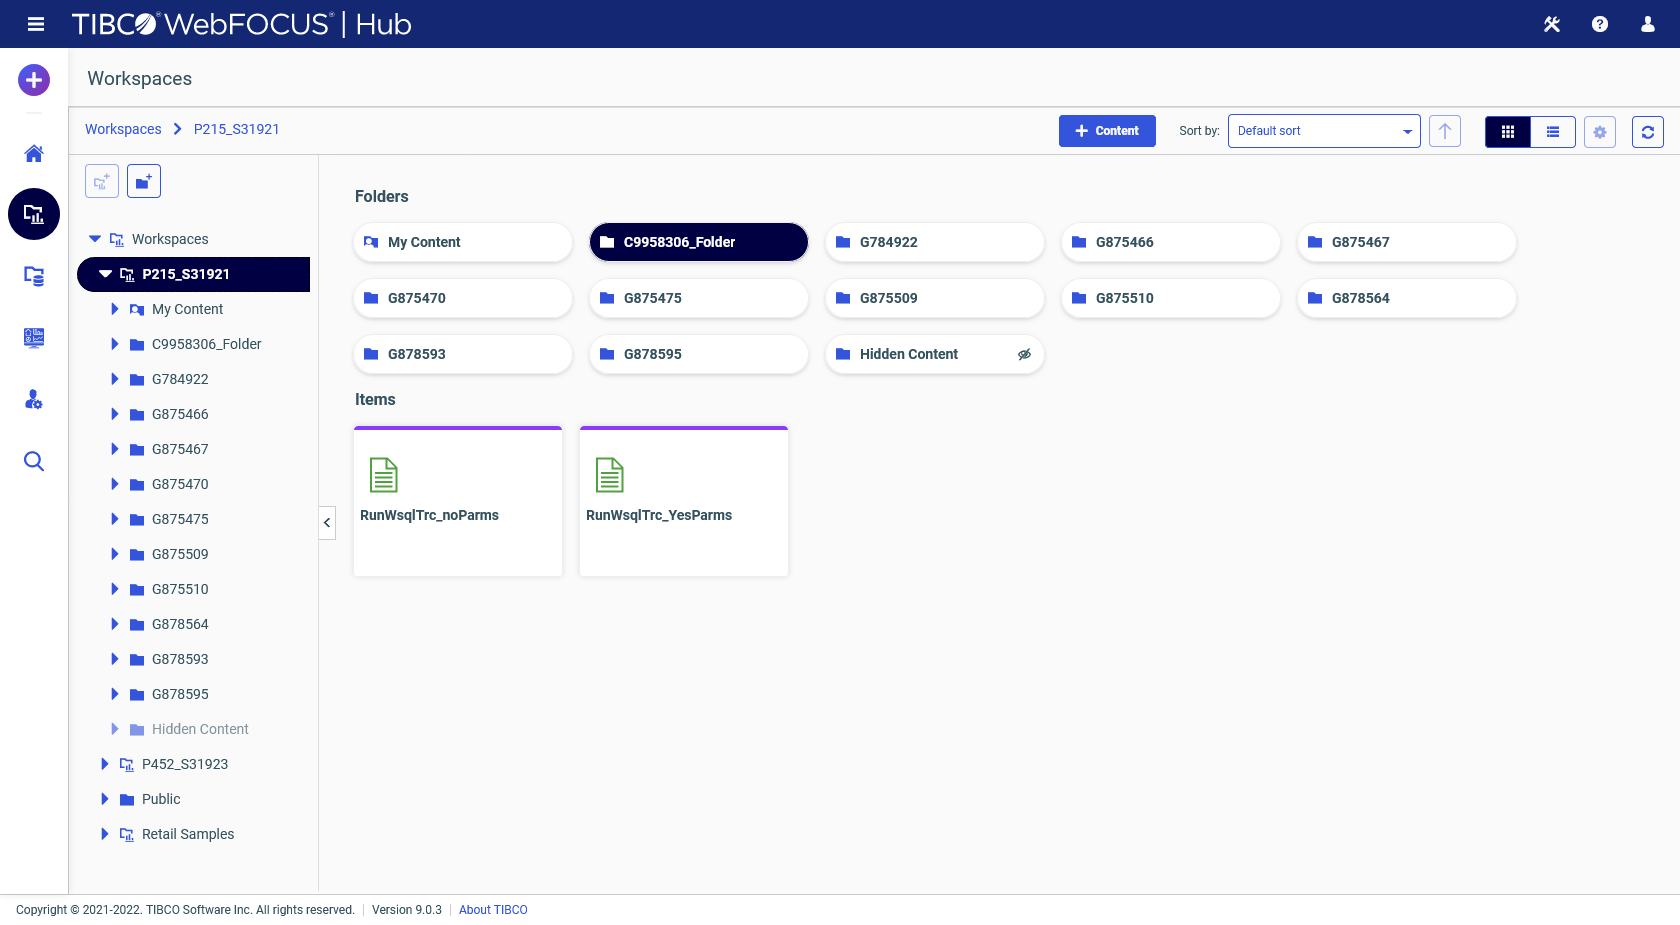 TIBCO® WebFOCUS® | Hub
Workspaces
Workspaces > P215_S31921
+ Content
Sort by:
Default sort
Workspaces
P215_S31921
My Content
C9958306_Folder
G784922
G875466
G875467
G875470
G875475
G875509
G875510
G878564
G878593
G878595
Hidden Content
P452_S31923
Public
Retail Samples
Folders
My Content
C9958306_Folder
G784922
G875466
G875467
G875470
G875475
G875509
G875510
G878564
G878593
G878595
Hidden Content
Items
RunWsqlTrc_noParms
RunWsqlTrc_YesParms
Copyright © 2021-2022. TIBCO Software Inc. All rights reserved. | Version 9.0.3 | About TIBCO